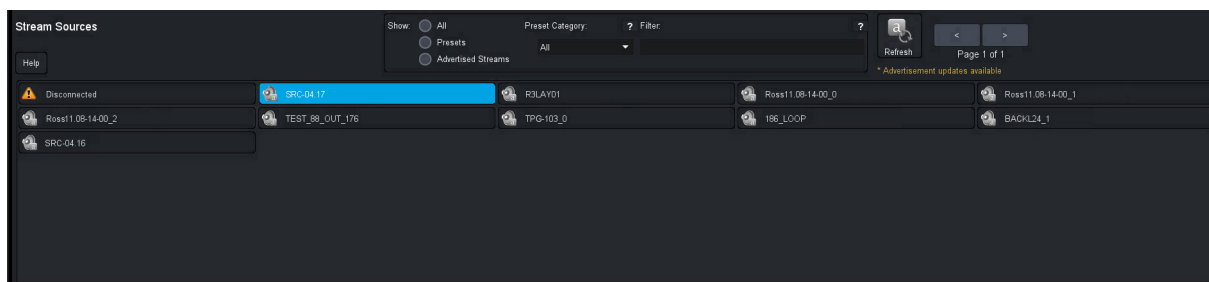 Stream Sources
Show: All
Presets
Advertised Streams
Preset Category: ?
All
Filter: ?
a
Refresh
< >
Page 1 of 1
* Advertisement updates available
Help
Disconnected SRC-04.17 R3LAY01 Ross11.08-14-00_0 Ross11.08-14-00_1
Ross11.08-14-00_2 TEST_88_OUT_176 TPG-103_0 186_LOOP BACKL24_1
SRC-04.16